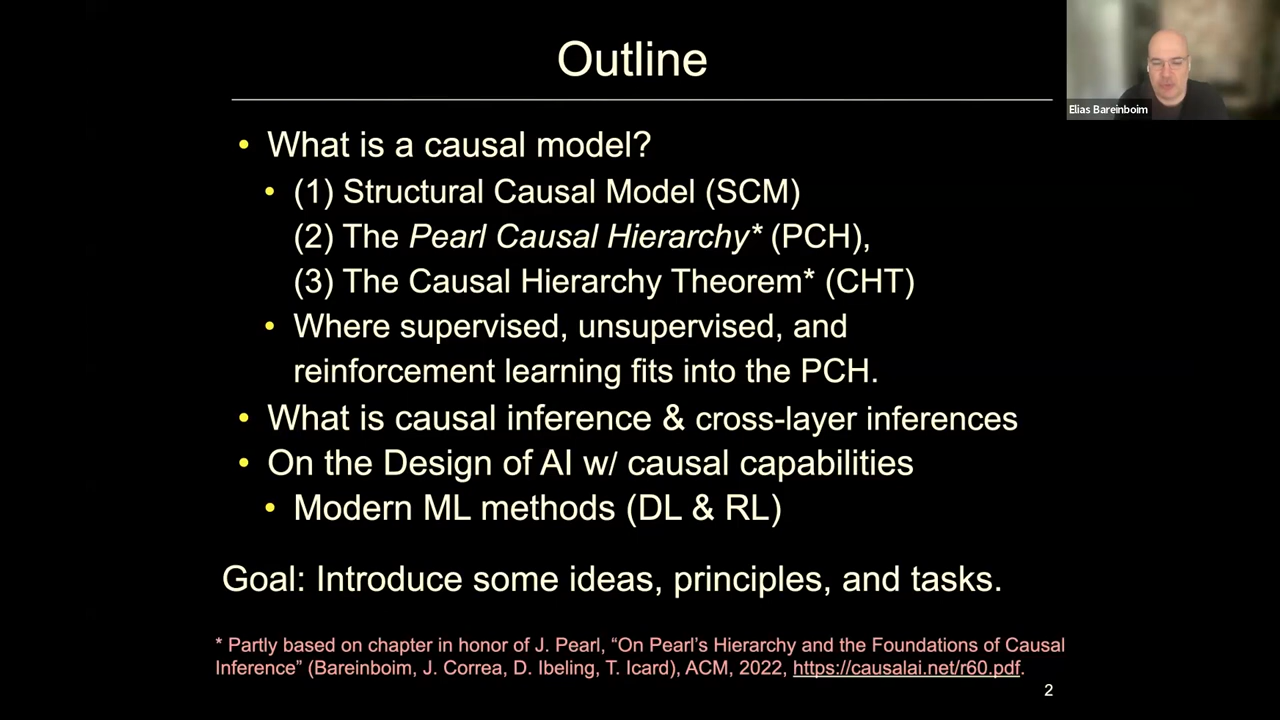 Outline
Elias Bareinboim
• What is a causal model?
• (1) Structural Causal Model (SCM)
(2) The Pearl Causal Hierarchy* (PCH),
(3) The Causal Hierarchy Theorem* (CHT)
• Where supervised, unsupervised, and
reinforcement learning fits into the PCH.
• What is causal inference & cross-layer inferences
• On the Design of AI w/ causal capabilities
• Modern ML methods (DL & RL)
Goal: Introduce some ideas, principles, and tasks.
* Partly based on chapter in honor of J. Pearl, “On Pearl’s Hierarchy and the Foundations of Causal
Inference” (Bareinboim, J. Correa, D. Ibeling, T. Icard), ACM, 2022, https://causalai.net/r60.pdf.
2